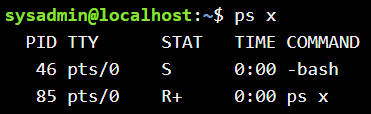 sysadmin@localhost:~$ ps x
  PID TTY      STAT   TIME COMMAND
   46 pts/0    S      0:00 -bash
   85 pts/0    R+     0:00 ps x